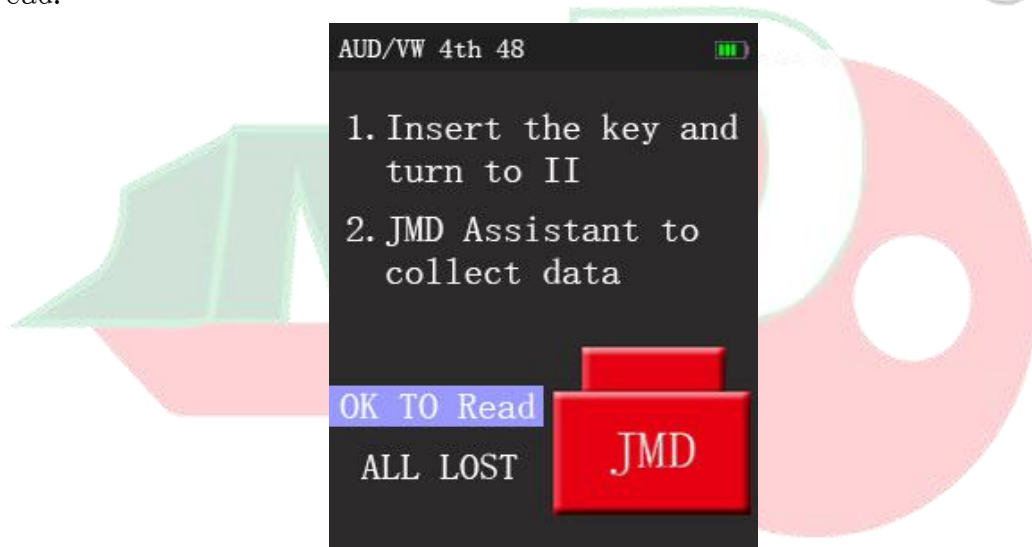 ead.
AUD/VW 4th 48
1. Insert the key and
turn to II
2. JMD Assistant to
collect data
OK TO Read
ALL LOST
JMD